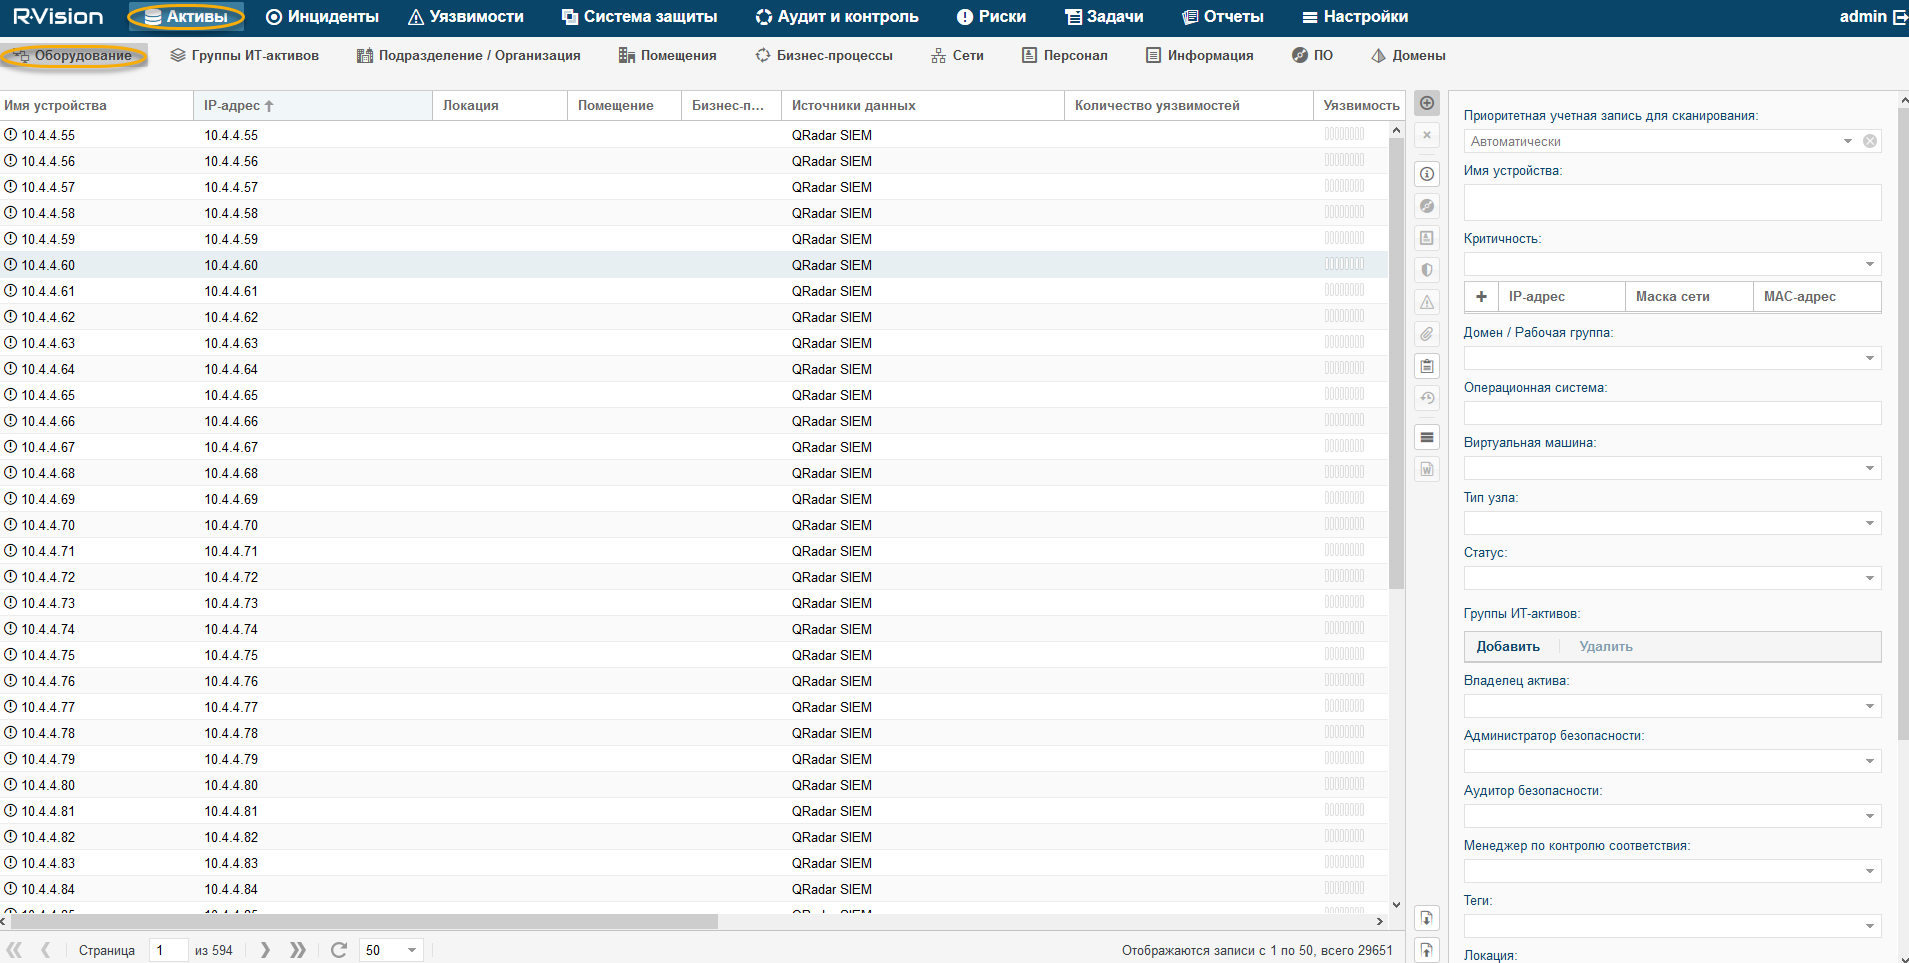 R·Vision Активы Инциденты Уязвимости Система защиты Аудит и контроль Риски Задачи Отчеты Настройки admin
Оборудование Группы ИТ-активов Подразделение / Организация Помещения Бизнес-процессы Сети Персонал Информация ПО Домены
Имя устройства IP-адрес Локация Помещение Бизнес-п... Источники данных Количество уязвимостей Уязвимость
10.4.4.55 10.4.4.55 QRadar SIEM
10.4.4.56 10.4.4.56 QRadar SIEM
10.4.4.57 10.4.4.57 QRadar SIEM
10.4.4.58 10.4.4.58 QRadar SIEM
10.4.4.59 10.4.4.59 QRadar SIEM
10.4.4.60 10.4.4.60 QRadar SIEM
10.4.4.61 10.4.4.61 QRadar SIEM
10.4.4.62 10.4.4.62 QRadar SIEM
10.4.4.63 10.4.4.63 QRadar SIEM
10.4.4.64 10.4.4.64 QRadar SIEM
10.4.4.65 10.4.4.65 QRadar SIEM
10.4.4.66 10.4.4.66 QRadar SIEM
10.4.4.67 10.4.4.67 QRadar SIEM
10.4.4.68 10.4.4.68 QRadar SIEM
10.4.4.69 10.4.4.69 QRadar SIEM
10.4.4.70 10.4.4.70 QRadar SIEM
10.4.4.71 10.4.4.71 QRadar SIEM
10.4.4.72 10.4.4.72 QRadar SIEM
10.4.4.73 10.4.4.73 QRadar SIEM
10.4.4.74 10.4.4.74 QRadar SIEM
10.4.4.75 10.4.4.75 QRadar SIEM
10.4.4.76 10.4.4.76 QRadar SIEM
10.4.4.77 10.4.4.77 QRadar SIEM
10.4.4.78 10.4.4.78 QRadar SIEM
10.4.4.79 10.4.4.79 QRadar SIEM
10.4.4.80 10.4.4.80 QRadar SIEM
10.4.4.81 10.4.4.81 QRadar SIEM
10.4.4.82 10.4.4.82 QRadar SIEM
10.4.4.83 10.4.4.83 QRadar SIEM
10.4.4.84 10.4.4.84 QRadar SIEM
Страница 1 из 594 50 Отображаются записи с 1 по 50, всего 29651
Приоритетная учетная запись для сканирования:
Автоматически
Имя устройства:
Критичность:
+ IP-адрес Маска сети MAC-адрес
Домен / Рабочая группа:
Операционная система:
Виртуальная машина:
Тип узла:
Статус:
Группы ИТ-активов:
Добавить Удалить
Владелец актива:
Администратор безопасности:
Аудитор безопасности:
Менеджер по контролю соответствия:
Теги:
Локация: